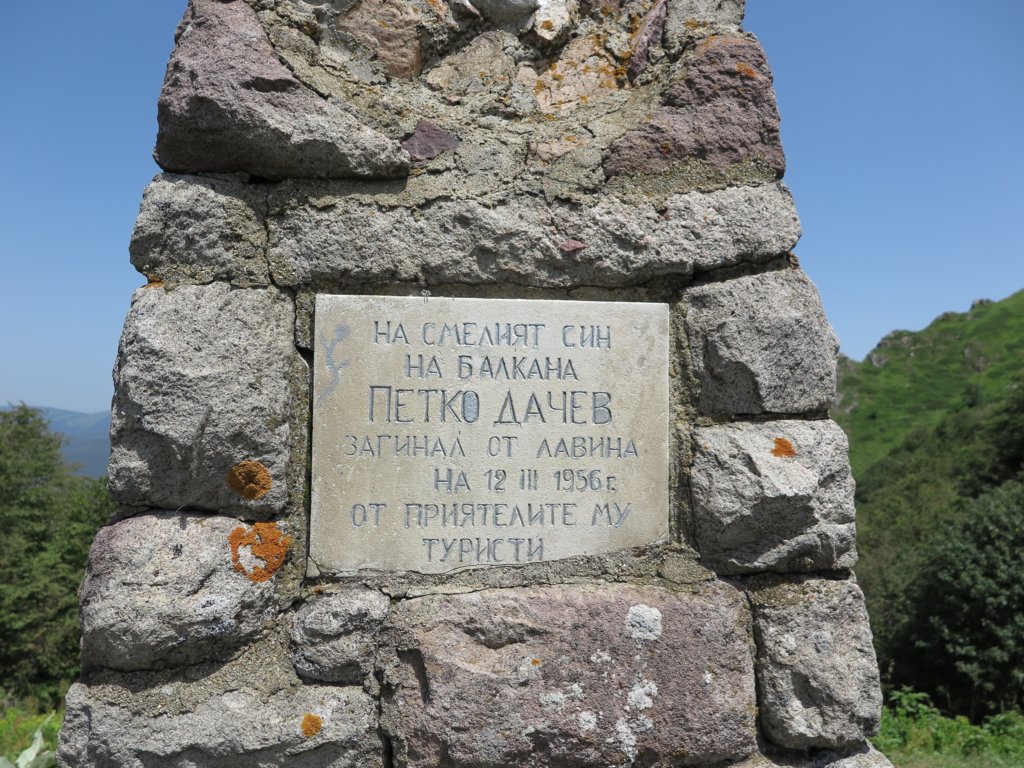 НА СМЕЛИЯТ СИН
НА БАЛКАНА
ПЕТКО ДАЧЕВ
ЗАГИНАЛ ОТ ЛАВИНА
НА 12 III 1956 г.
ОТ ПРИЯТЕЛИТЕ МУ
ТУРИСТИ